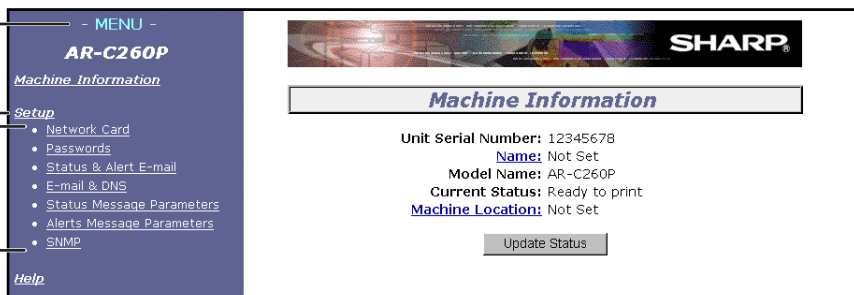 - MENU -
AR-C260P
Machine Information
Setup
• Network Card
• Passwords
• Status & Alert E-mail
• E-mail & DNS
• Status Message Parameters
• Alerts Message Parameters
• SNMP
Help
SHARP®
Machine Information
Unit Serial Number: 12345678
Name: Not Set
Model Name: AR-C260P
Current Status: Ready to print
Machine Location: Not Set
Update Status